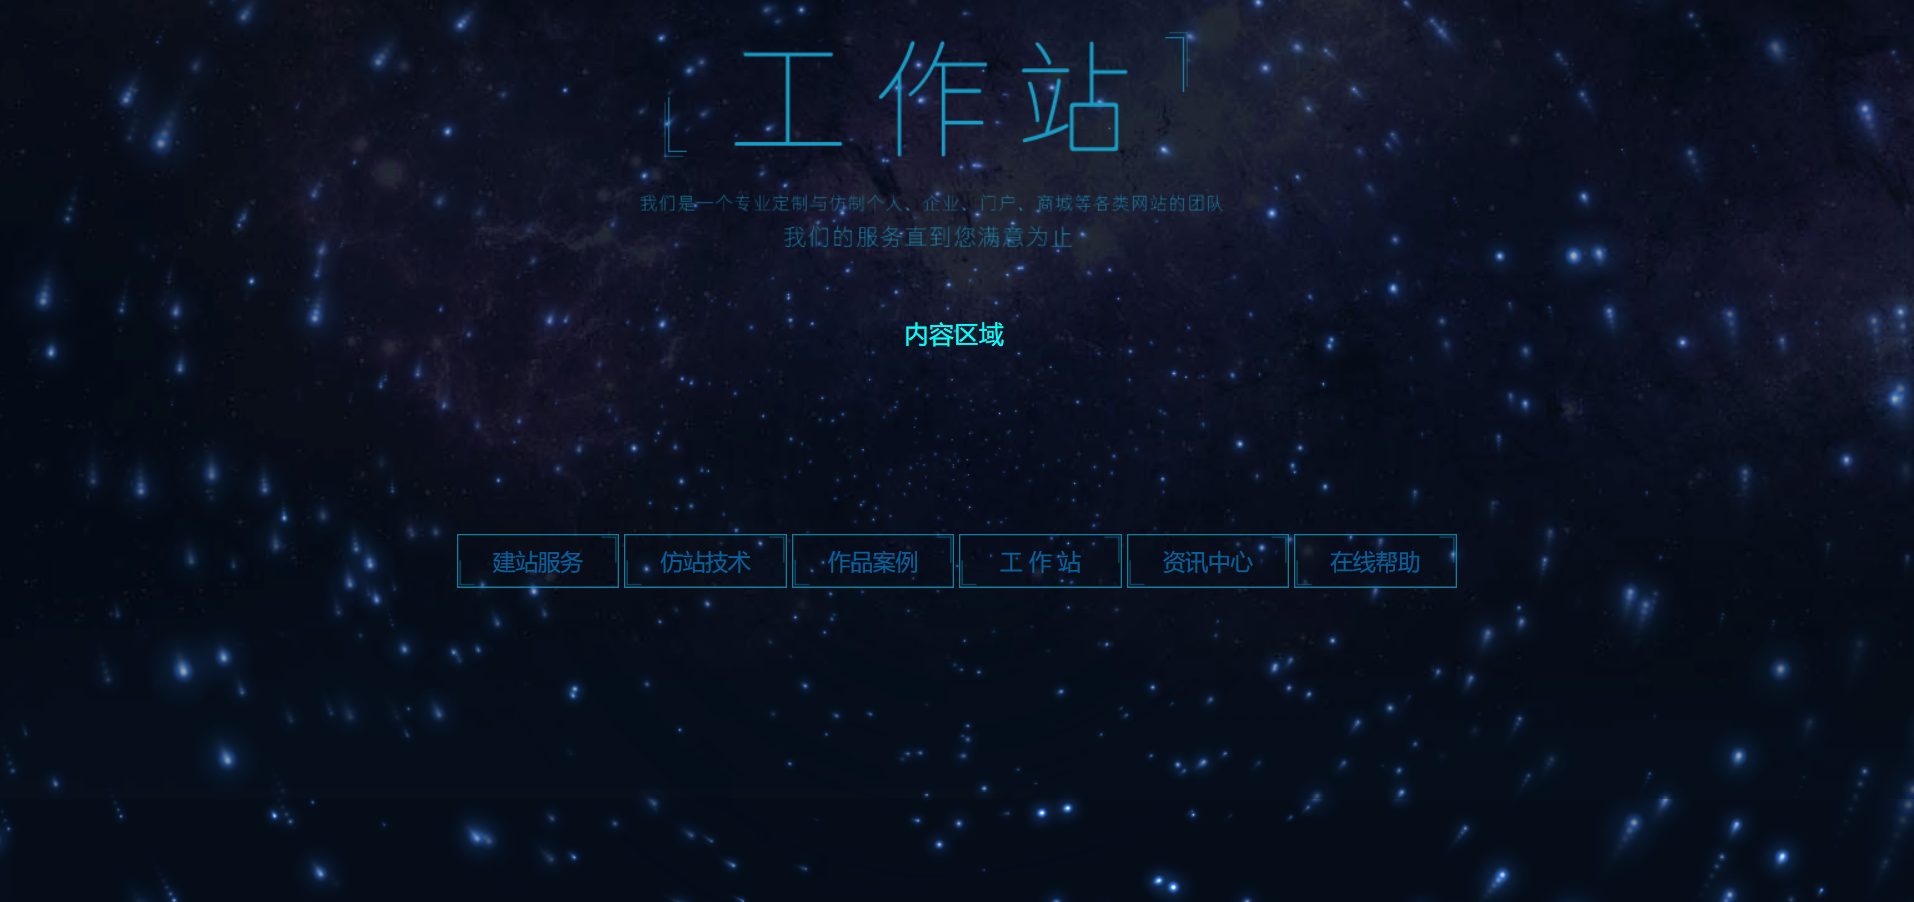 工作站
我们是一个专业定制与仿制个人、企业、门户、商城等各类网站的团队
我们的服务直到您满意为止
内容区域
建站服务 仿站技术 作品案例 工 作 站 资讯中心 在线帮助